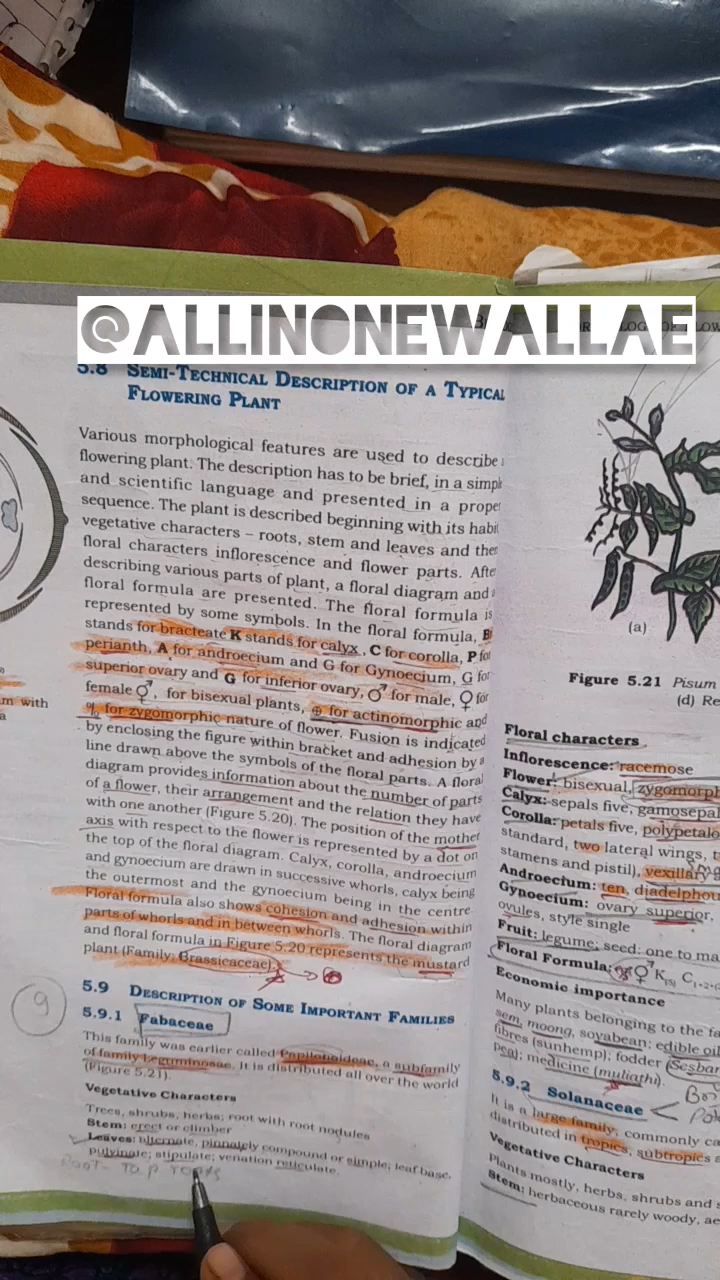 @ALLINONEWALLAE
5.8 SEMI-TECHNICAL DESCRIPTION OF A TYPICAL
FLOWERING PLANT
Various morphological features are used to describe
flowering plant. The description has to be brief, in a simpl
and scientific language and presented in a proper
sequence. The plant is described beginning with its habit
vegetative characters – roots, stem and leaves and then
floral characters inflorescence and flower parts. Afte
describing various parts of plant, a floral diagram and a
floral formula are presented. The floral formula is
represented by some symbols. In the floral formula, B
stands for bracteate K stands for calyx , C for corolla, P for
perianth, A for androecium and G for Gynoecium, G for
superior ovary and G for inferior ovary, ♂ for male, ♀ for
female ⚥, for bisexual plants, ⊕ for actinomorphic and
% for zygomorphic nature of flower. Fusion is indicated
by enclosing the figure within bracket and adhesion by a
line drawn above the symbols of the floral parts. A floral
diagram provides information about the number of parts
of a flower, their arrangement and the relation they have
with one another (Figure 5.20). The position of the mother
axis with respect to the flower is represented by a dot on
the top of the floral diagram. Calyx, corolla, androecium
and gynoecium are drawn in successive whorls, calyx being
the outermost and the gynoecium being in the centre
Floral formula also shows cohesion and adhesion within
parts of whorls and in between whorls. The floral diagram
and floral formula in Figure 5.20 represents the mustard
plant (Family: Brassicaceae)
9
5.9 DESCRIPTION OF SOME IMPORTANT FAMILIES
5.9.1 Fabaceae
This family was earlier called Papilonoideae, a subfamily
of family Leguminosae. It is distributed all over the world
(Figure 5.21).
Vegetative Characters
Trees, shrubs, herbs; root with root nodules
Stem: erect or climber
Leaves: alternate, pinnately compound or simple; leaf base,
pulvinate; stipulate; venation reticulate.
Root- Tap roots
m with
a
(a)
Figure 5.21 Pisum
(d) Re
Floral characters
Inflorescence: racemose
Flower: bisexual, zygomorph
Calyx: sepals five, gamosepal
Corolla: petals five, polypetalo
standard, two lateral wings, t
stamens and pistil), vexillary a
Androecium: ten, diadelphou
Gynoecium: ovary superior,
ovules, style single
Fruit: legume; seed: one to ma
Floral Formula: % ⚥ K(5) C1+2+(2
Economic importance
Many plants belonging to the fa
sem, moong, soyabean; edible oil
fibres (sunhemp); fodder (Sesban
pea); medicine (muliathi).
5.9.2 Solanaceae
It is a large family, commonly ca
distributed in tropics, subtropics a
Vegetative Characters
Plants mostly, herbs, shrubs and s
Stem: herbaceous rarely woody, ae